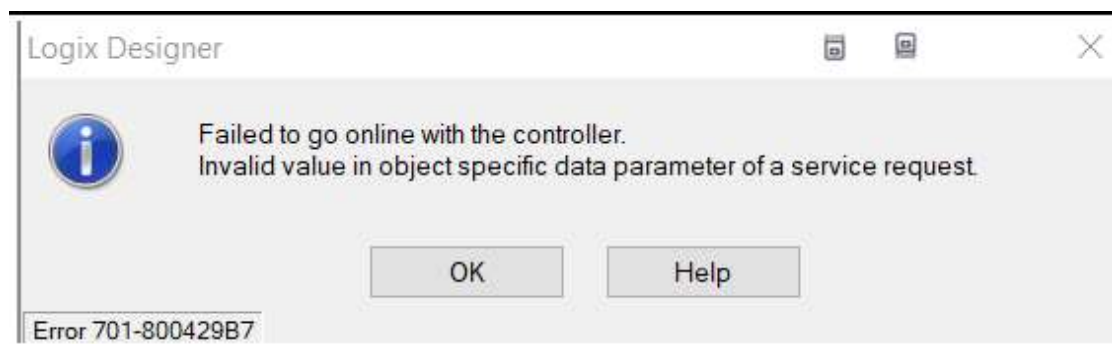 Logix Designer
Failed to go online with the controller.
Invalid value in object specific data parameter of a service request.
OK
Help
Error 701-800429B7